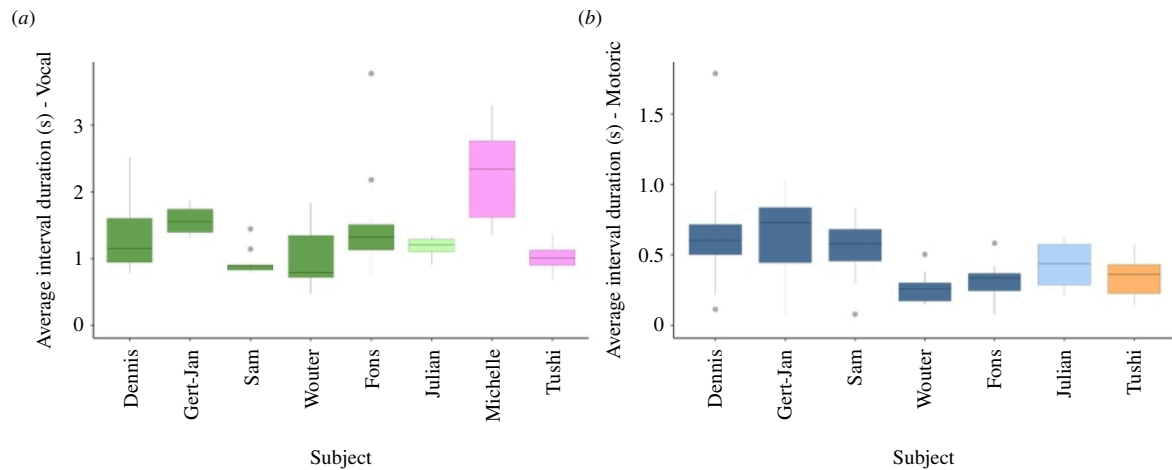 (a)
Average interval duration (s) - Vocal
3
2
1
0
Dennis
Gert-Jan
Sam
Wouter
Fons
Julian
Michelle
Tushi
Subject
(b)
Average interval duration (s) - Motoric
1.5
1.0
0.5
0
Dennis
Gert-Jan
Sam
Wouter
Fons
Julian
Tushi
Subject